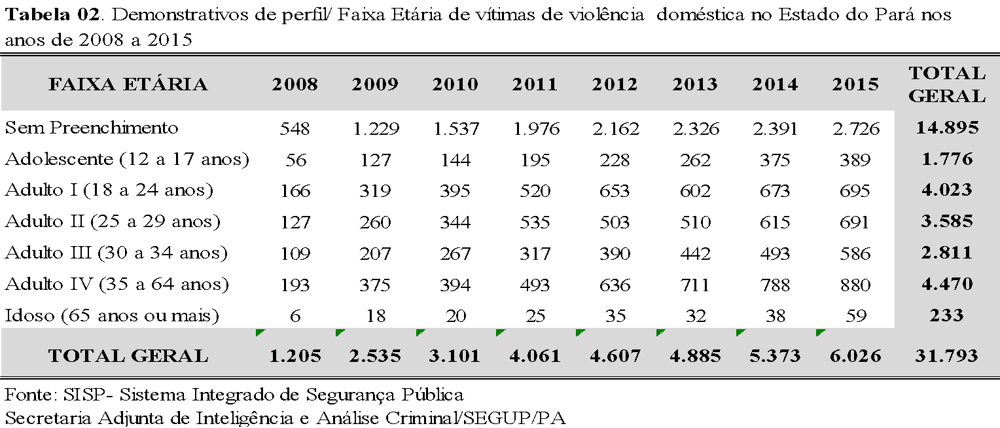 Tabela 02. Demonstrativos de perfil/ Faixa Etária de vítimas de violência doméstica no Estado do Pará nos
anos de 2008 a 2015
FAIXA ETÁRIA 2008 2009 2010 2011 2012 2013 2014 2015 TOTAL GERAL
Sem Preenchimento 548 1.229 1.537 1.976 2.162 2.326 2.391 2.726 14.895
Adolescente (12 a 17 anos) 56 127 144 195 228 262 375 389 1.776
Adulto I (18 a 24 anos) 166 319 395 520 653 602 673 695 4.023
Adulto II (25 a 29 anos) 127 260 344 535 503 510 615 691 3.585
Adulto III (30 a 34 anos) 109 207 267 317 390 442 493 586 2.811
Adulto IV (35 a 64 anos) 193 375 394 493 636 711 788 880 4.470
Idoso (65 anos ou mais) 6 18 20 25 35 32 38 59 233
TOTAL GERAL 1.205 2.535 3.101 4.061 4.607 4.885 5.373 6.026 31.793
Fonte: SISP- Sistema Integrado de Segurança Pública
Secretaria Adjunta de Inteligência e Análise Criminal/SEGUP/PA